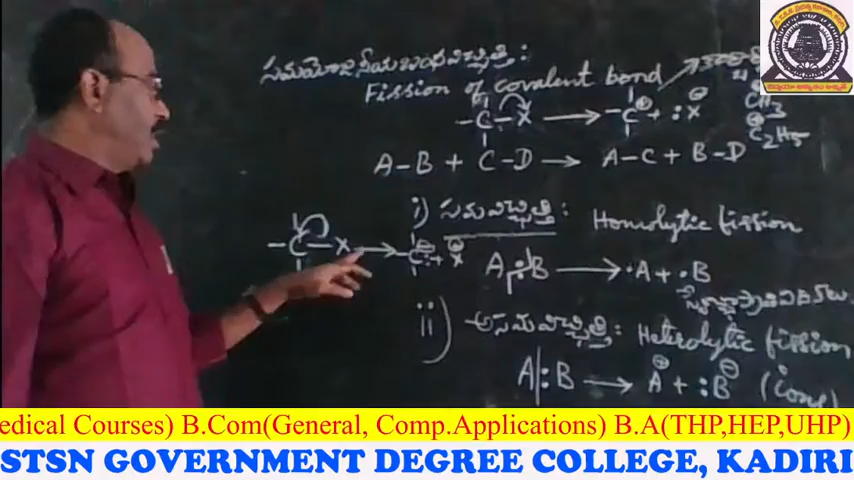 సమయోజనీయబంధ విచ్ఛిత్తి :
Fission of covalent bond
-C-X → -C⊕ + :X⊖
CH3
C2H5
A-B + C-D → A-C + B-D
i) సమవిచ్ఛిత్తి : Homolytic fission
-C-X →
A : B → ·A + ·B
ii) అసమవిచ్ఛిత్తి : Heterolytic fission
A|:B → A⊕ + :B⊖ (ions)
edical Courses) B.Com(General, Comp.Applications) B.A(THP,HEP,UHP)
STSN GOVERNMENT DEGREE COLLEGE, KADIRI